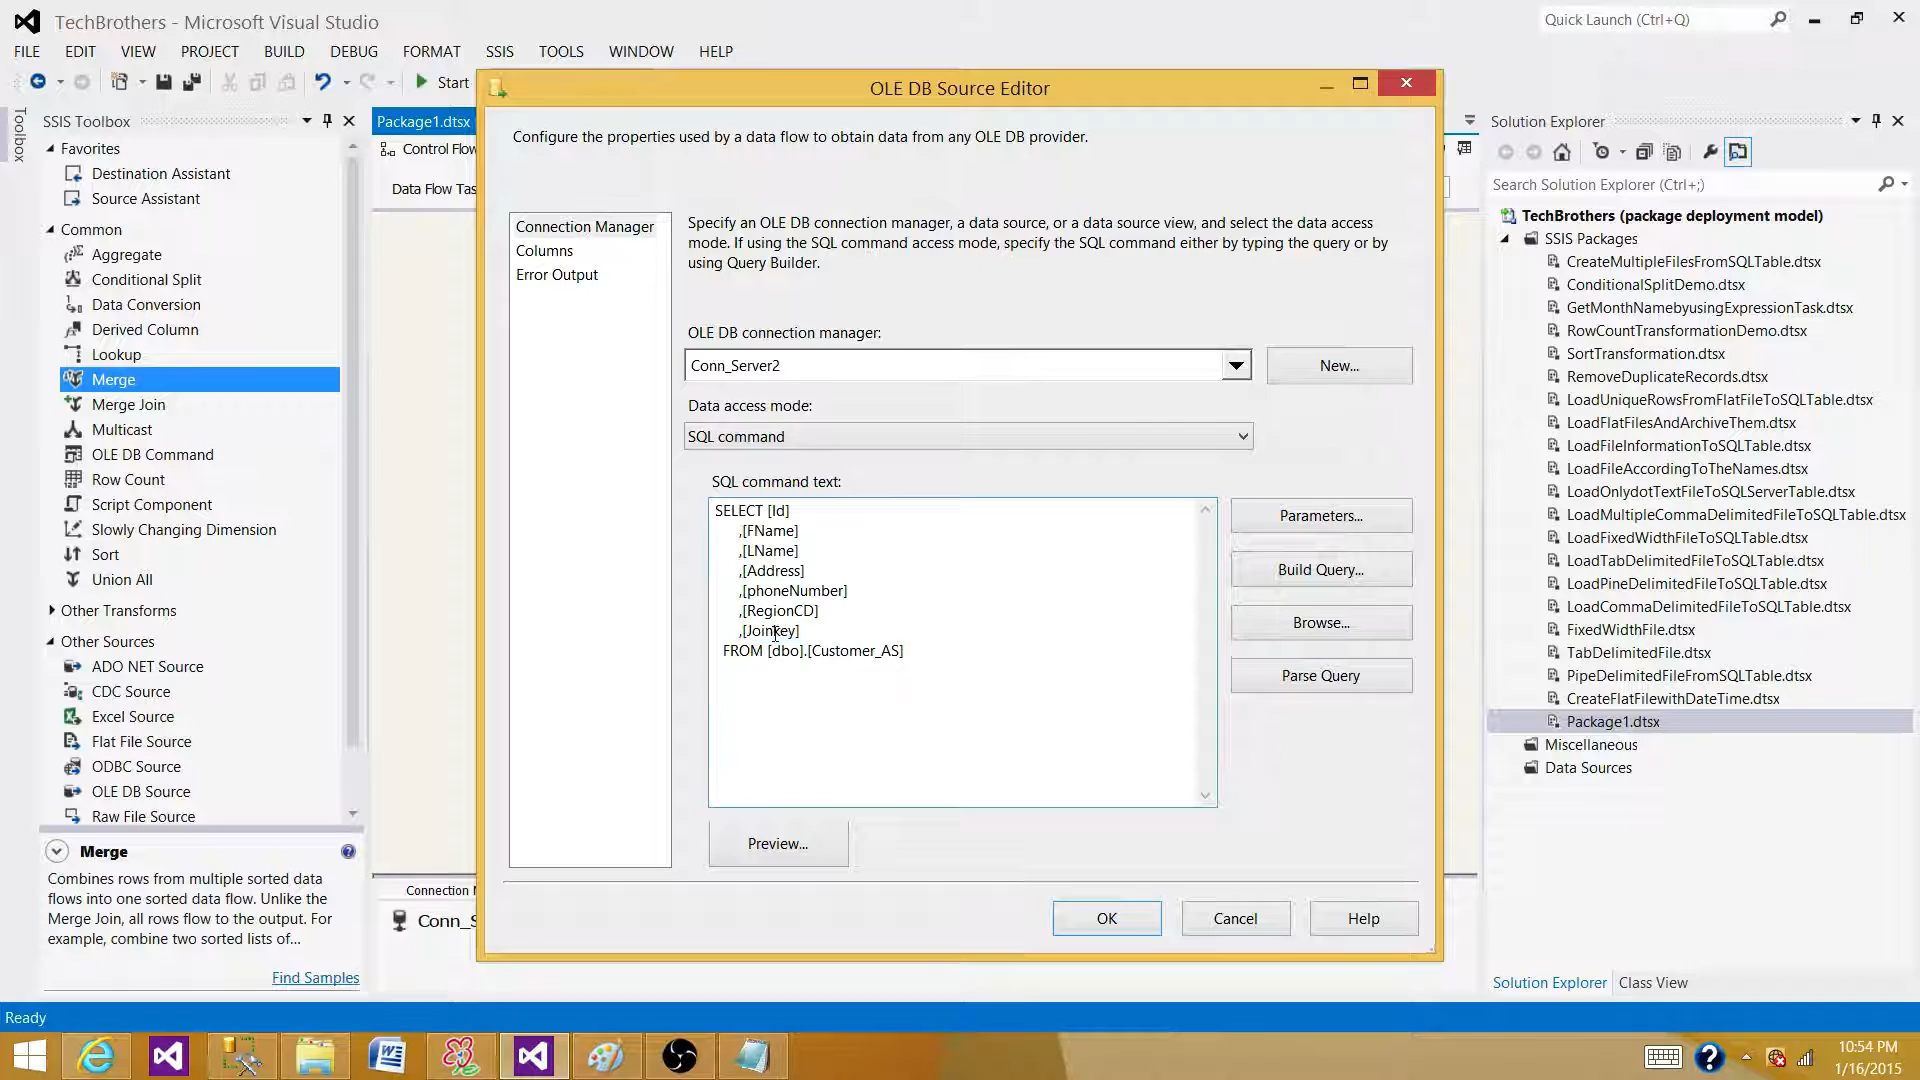 TechBrothers - Microsoft Visual Studio
Quick Launch (Ctrl+Q)
FILE EDIT VIEW PROJECT BUILD DEBUG FORMAT SSIS TOOLS WINDOW HELP
Start
Toolbox
SSIS Toolbox
Favorites
Destination Assistant
Source Assistant
Common
Aggregate
Conditional Split
Data Conversion
Derived Column
Lookup
Merge
Merge Join
Multicast
OLE DB Command
Row Count
Script Component
Slowly Changing Dimension
Sort
Union All
Other Transforms
Other Sources
ADO NET Source
CDC Source
Excel Source
Flat File Source
ODBC Source
OLE DB Source
Raw File Source
Merge
Combines rows from multiple sorted data
flows into one sorted data flow. Unlike the
Merge Join, all rows flow to the output. For
example, combine two sorted lists of...
Find Samples
Package1.dtsx
Control Flow
Data Flow Tas
Connection M
Conn_S
OLE DB Source Editor
Configure the properties used by a data flow to obtain data from any OLE DB provider.
Connection Manager
Columns
Error Output
Specify an OLE DB connection manager, a data source, or a data source view, and select the data access
mode. If using the SQL command access mode, specify the SQL command either by typing the query or by
using Query Builder.
OLE DB connection manager:
Conn_Server2
New...
Data access mode:
SQL command
SQL command text:
SELECT [Id]
,[FName]
,[LName]
,[Address]
,[phoneNumber]
,[RegionCD]
,[Joinkey]
FROM [dbo].[Customer_AS]
Parameters...
Build Query...
Browse...
Parse Query
Preview...
OK
Cancel
Help
Solution Explorer
Search Solution Explorer (Ctrl+;)
TechBrothers (package deployment model)
SSIS Packages
CreateMultipleFilesFromSQLTable.dtsx
ConditionalSplitDemo.dtsx
GetMonthNamebyusingExpressionTask.dtsx
RowCountTransformationDemo.dtsx
SortTransformation.dtsx
RemoveDuplicateRecords.dtsx
LoadUniqueRowsFromFlatFileToSQLTable.dtsx
LoadFlatFilesAndArchiveThem.dtsx
LoadFileInformationToSQLTable.dtsx
LoadFileAccordingToTheNames.dtsx
LoadOnlydotTextFileToSQLServerTable.dtsx
LoadMultipleCommaDelimitedFileToSQLTable.dtsx
LoadFixedWidthFileToSQLTable.dtsx
LoadTabDelimitedFileToSQLTable.dtsx
LoadPineDelimitedFileToSQLTable.dtsx
LoadCommaDelimitedFileToSQLTable.dtsx
FixedWidthFile.dtsx
TabDelimitedFile.dtsx
PipeDelimitedFileFromSQLTable.dtsx
CreateFlatFilewithDateTime.dtsx
Package1.dtsx
Miscellaneous
Data Sources
Solution Explorer Class View
Ready
10:54 PM
1/16/2015